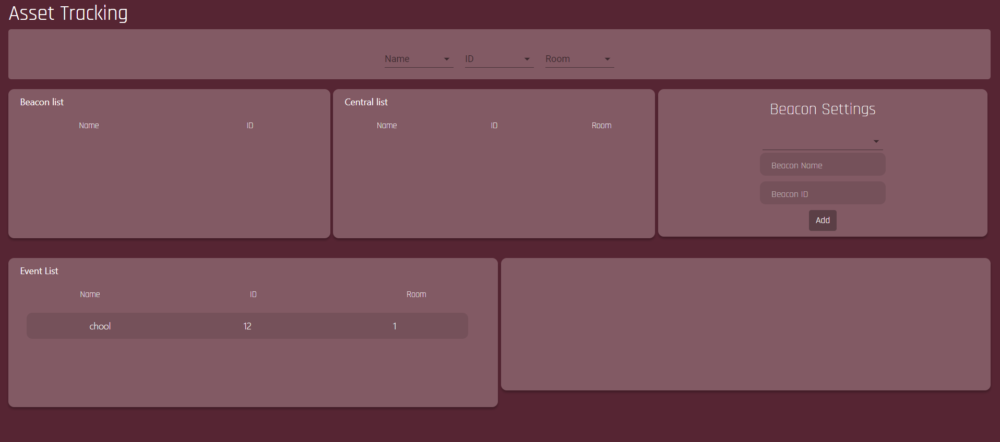 Asset Tracking
Name ID Room
Beacon list
Name ID
Central list
Name ID Room
Beacon Settings
Beacon Name
Beacon ID
Add
Event List
Name ID Room
chool 12 1